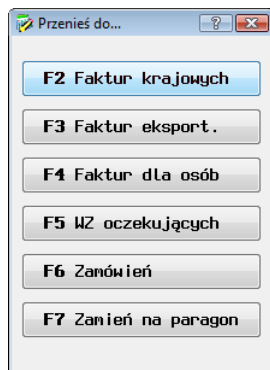 Przenieś do...
F2 Faktur krajowych
F3 Faktur eksport.
F4 Faktur dla osób
F5 WZ oczekujących
F6 Zamówień
F7 Zamień na paragon